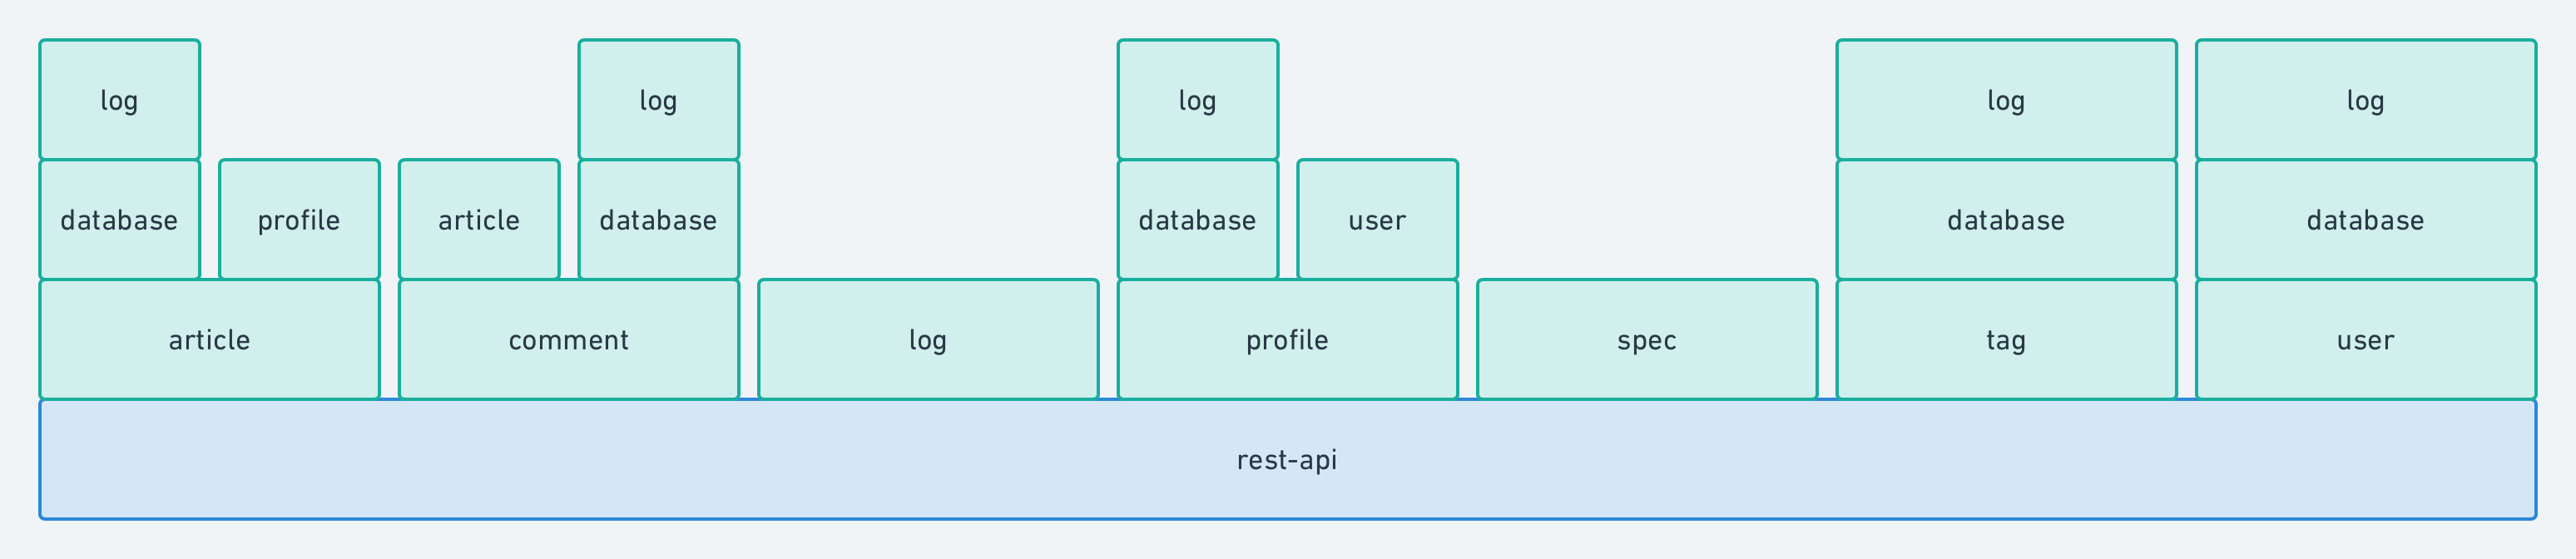 log
log
log
log
log
database
profile
article
database
database
user
database
database
article
comment
log
profile
spec
tag
user
rest-api